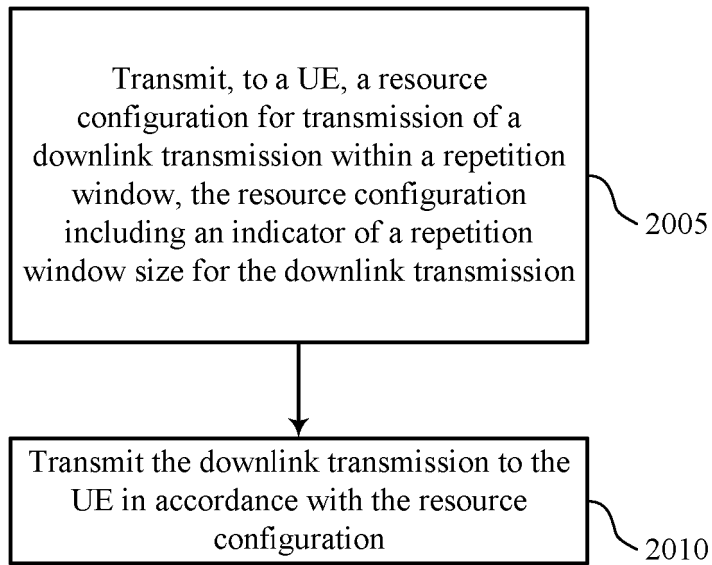 Transmit, to a UE, a resource
configuration for transmission of a
downlink transmission within a repetition
window, the resource configuration
including an indicator of a repetition
window size for the downlink transmission
2005
Transmit the downlink transmission to the
UE in accordance with the resource
configuration
2010